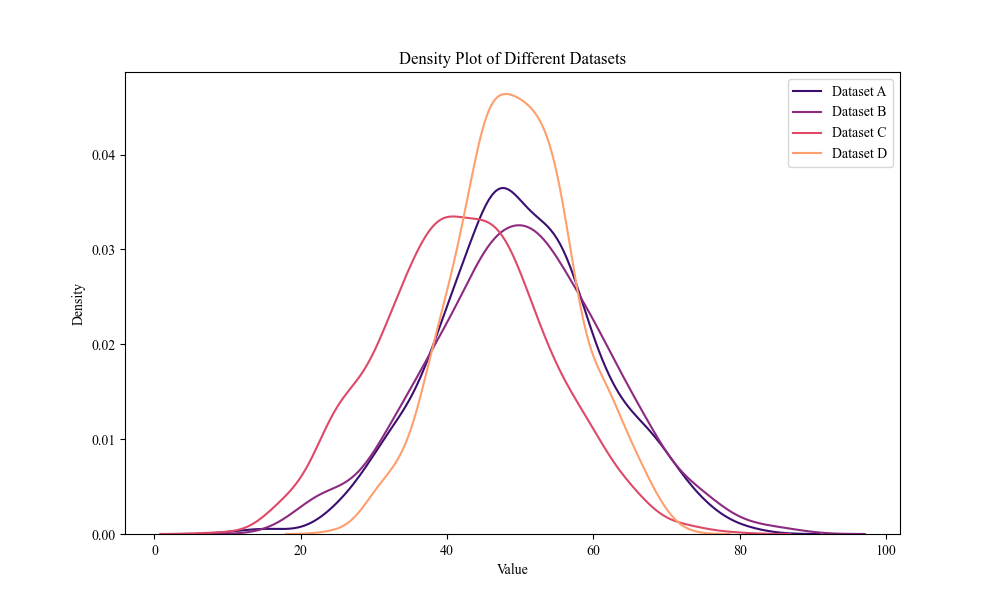 Density Plot of Different Datasets
Dataset A
Dataset B
Dataset C
Dataset D
Density
0.04
0.03
0.02
0.01
0.00
0 20 40 60 80 100
Value